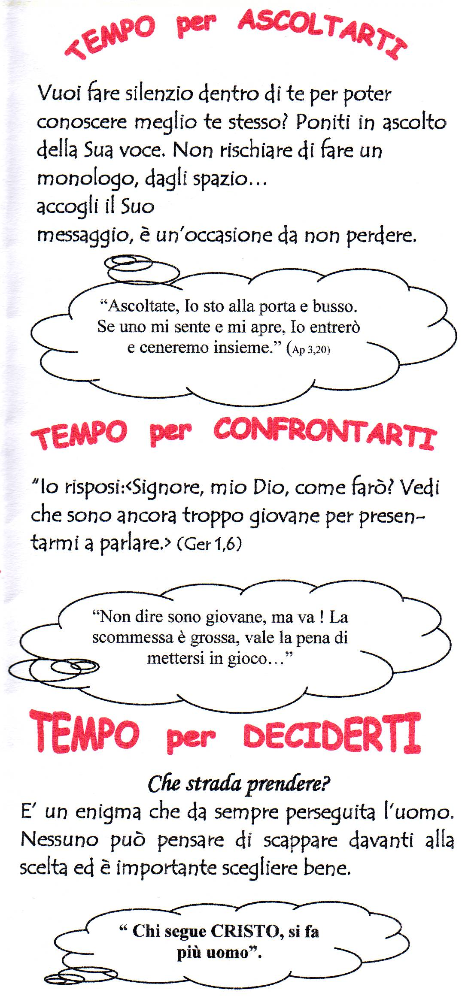 TEMPO per ASCOLTARTI
Vuoi fare silenzio dentro di te per poter
conoscere meglio te stesso? Poniti in ascolto
della Sua voce. Non rischiare di fare un
monologo, dagli spazio...
accogli il Suo
messaggio, è un'occasione da non perdere.
“Ascoltate, Io sto alla porta e busso.
Se uno mi sente e mi apre, Io entrerò
e ceneremo insieme.” (Ap 3,20)
TEMPO per CONFRONTARTI
“Io risposi:<Signore, mio Dio, come farò? Vedi
che sono ancora troppo giovane per presen-
tarmi a parlare.> (Ger 1,6)
“Non dire sono giovane, ma va ! La
scommessa è grossa, vale la pena di
mettersi in gioco…”
TEMPO per DECIDERTI
Che strada prendere?
E' un enigma che da sempre perseguita l'uomo.
Nessuno può pensare di scappare davanti alla
scelta ed è importante scegliere bene.
“ Chi segue CRISTO, si fa
più uomo”.